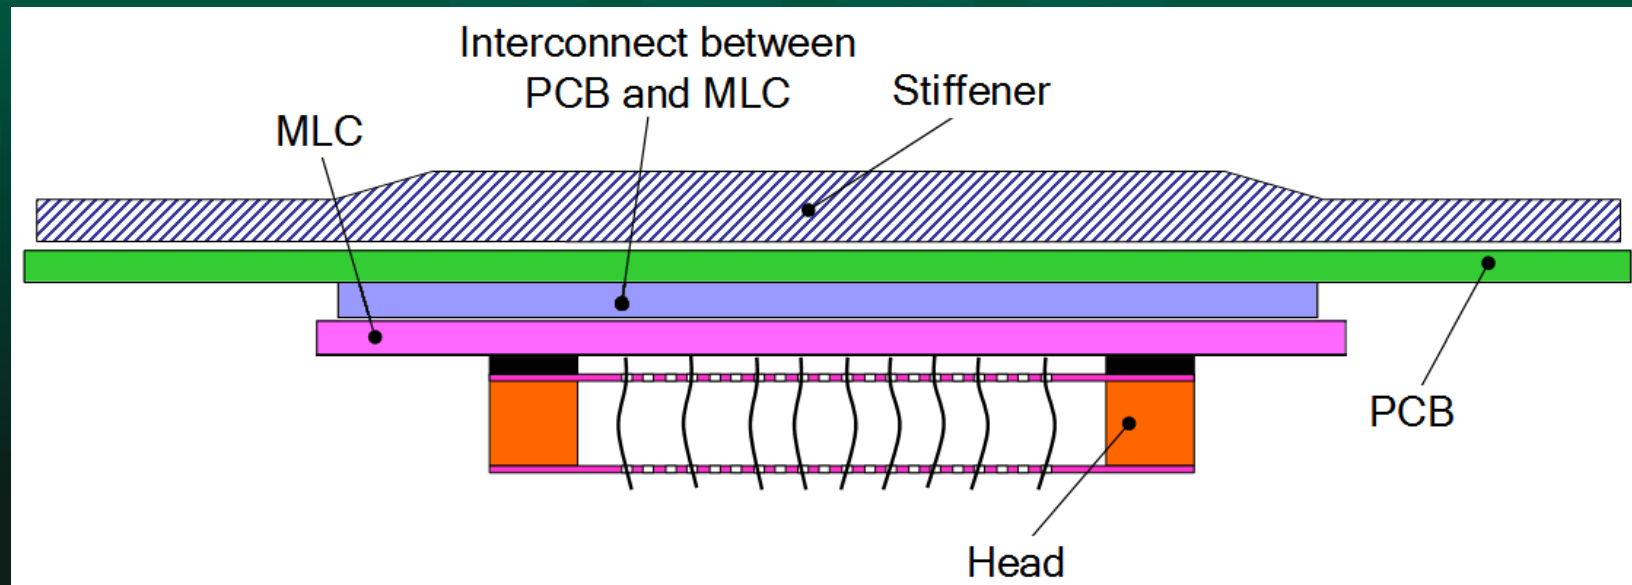 Interconnect between
PCB and MLC
Stiffener
MLC
PCB
Head